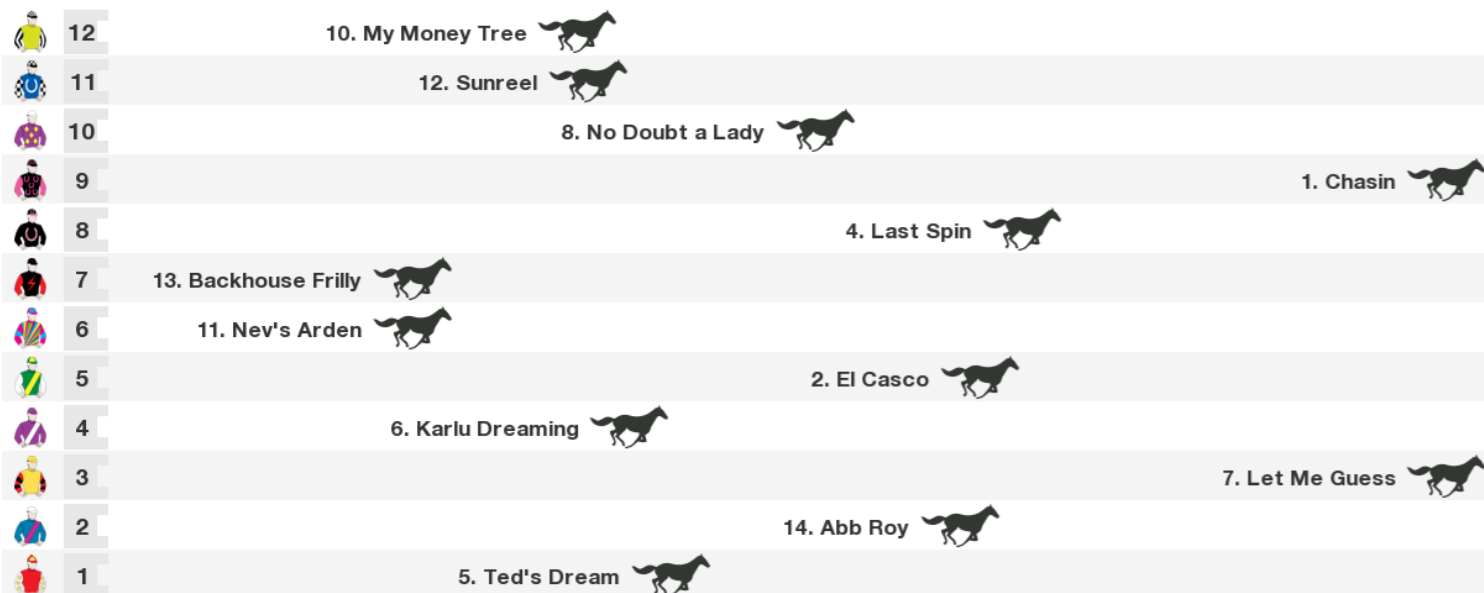 12 10. My Money Tree
11 12. Sunreel
10 8. No Doubt a Lady
9 1. Chasin
8 4. Last Spin
7 13. Backhouse Frilly
6 11. Nev's Arden
5 2. El Casco
4 6. Karlu Dreaming
3 7. Let Me Guess
2 14. Abb Roy
1 5. Ted's Dream